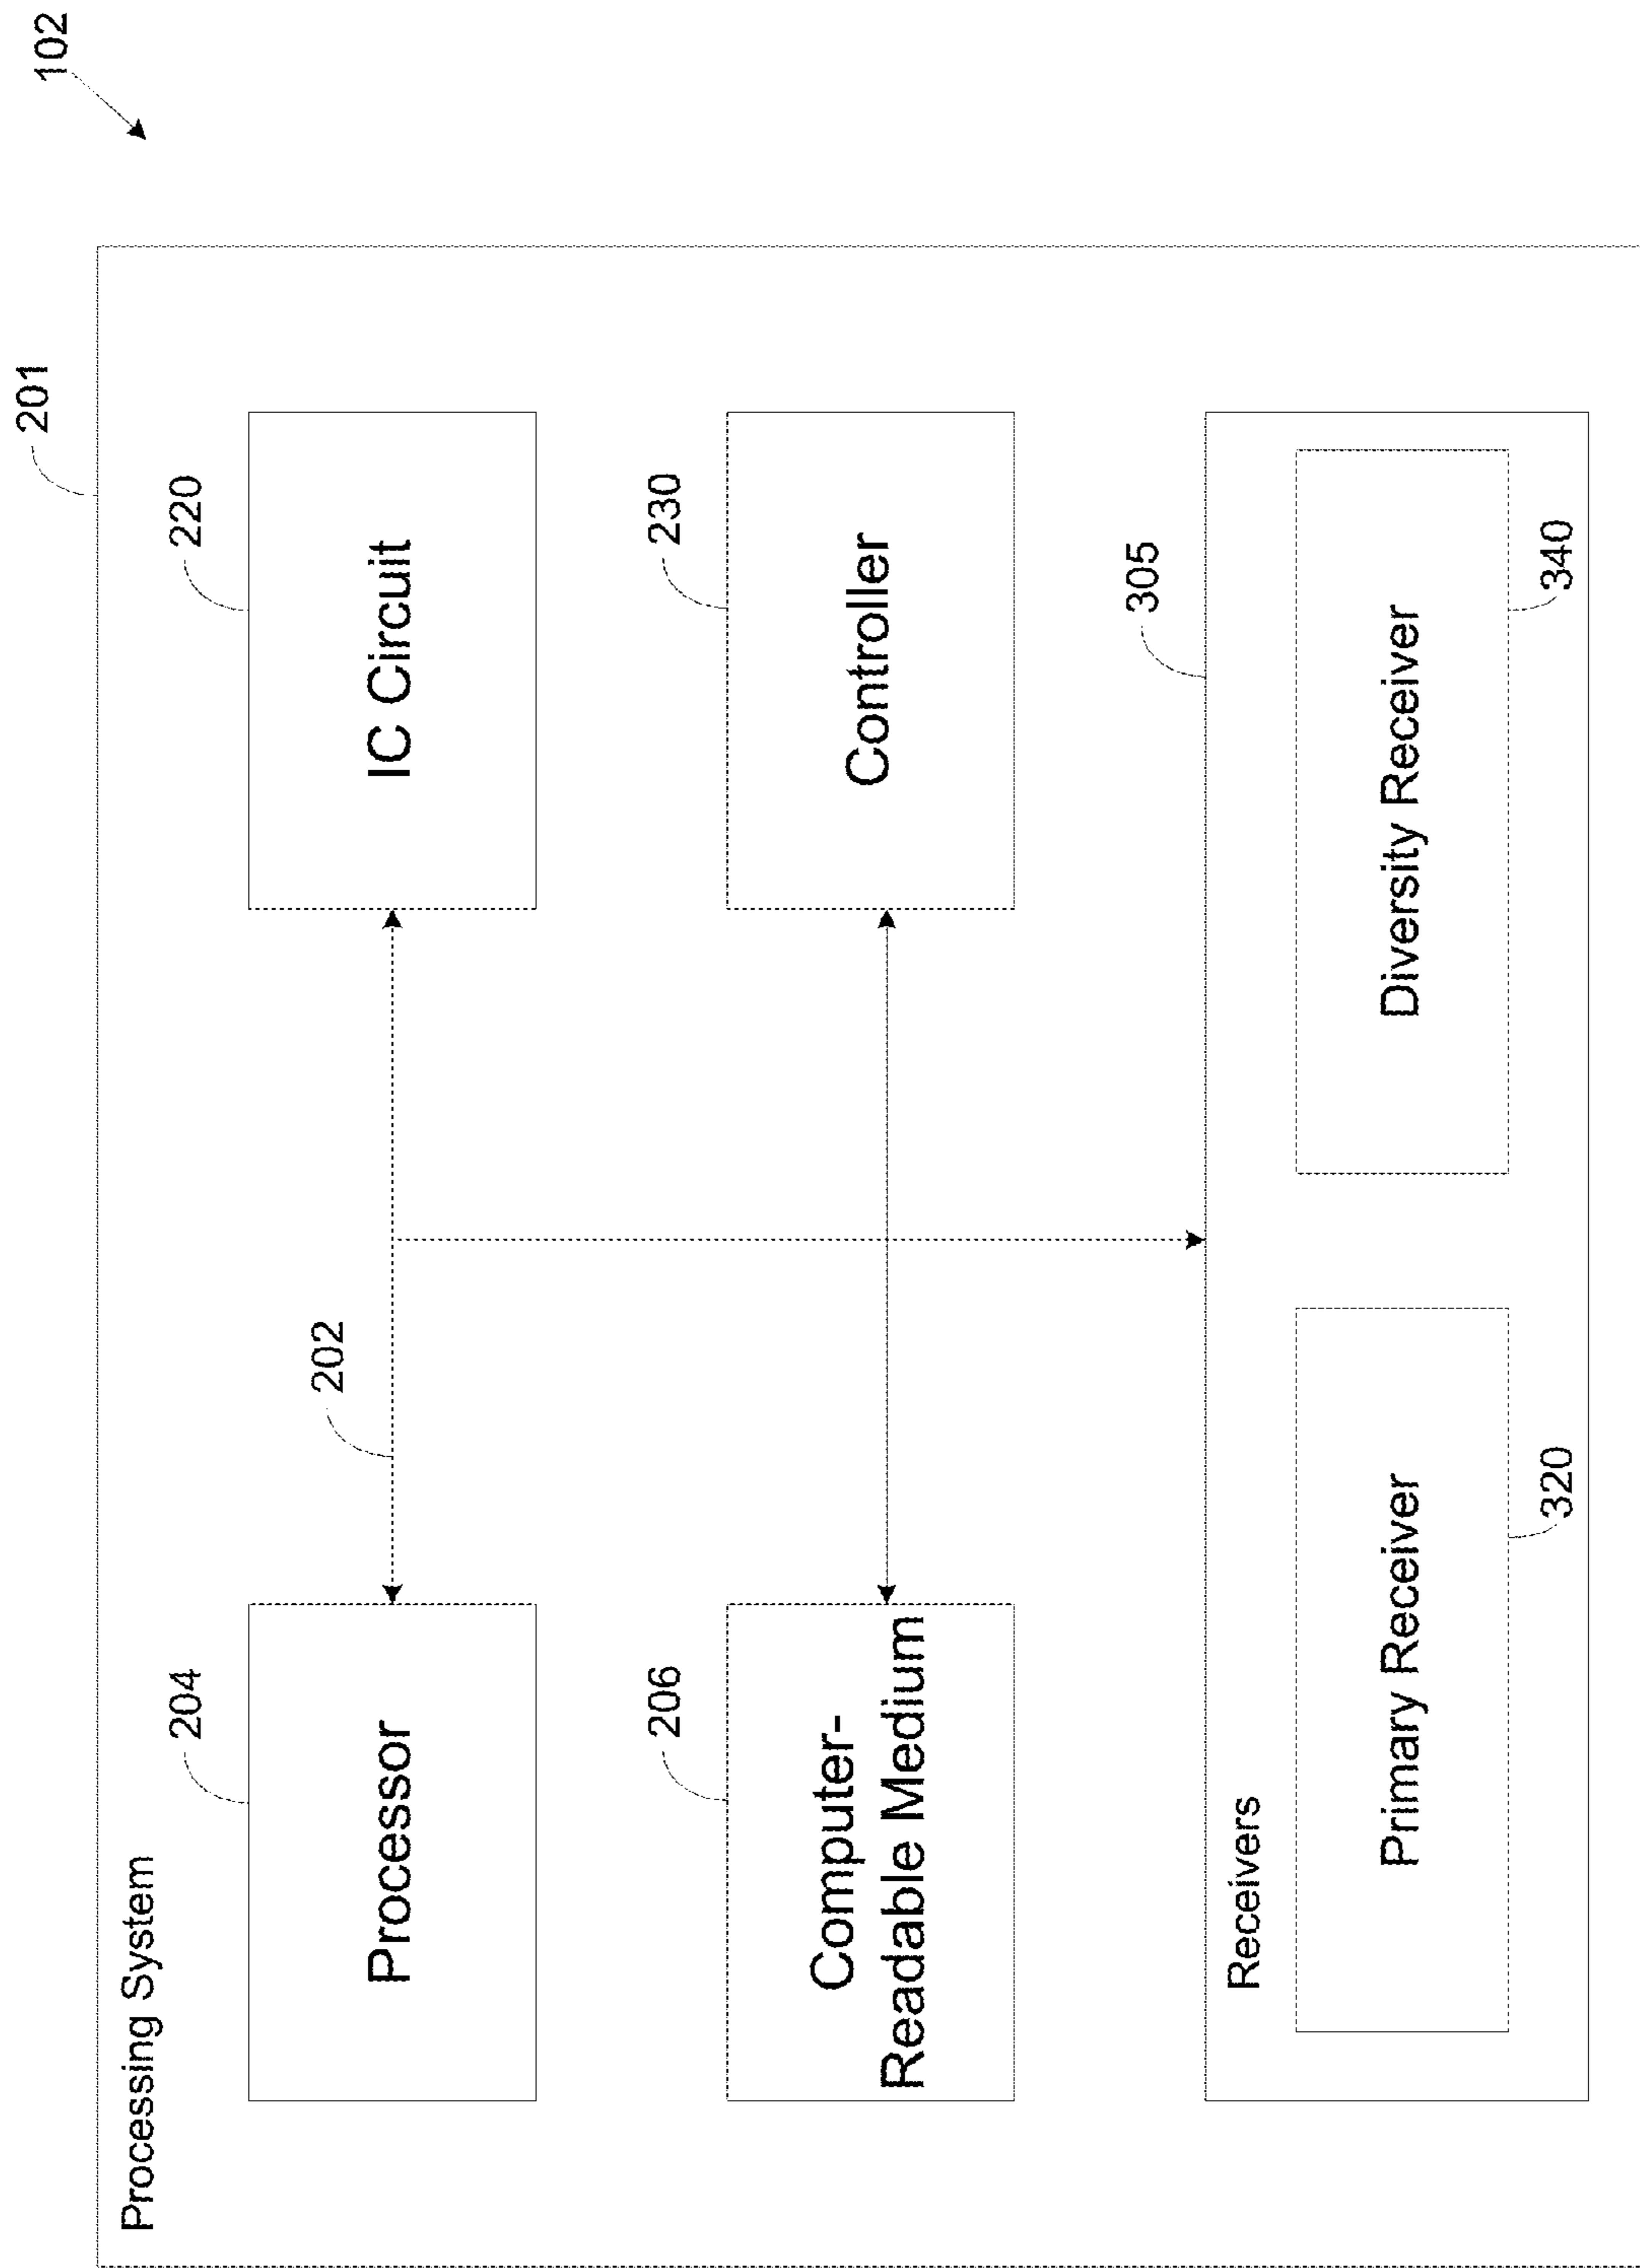 102
201
Processing System
204
220
Processor
IC Circuit
202
206
230
Computer-
Readable Medium
Controller
305
Receivers
Primary Receiver
Diversity Receiver
320
340